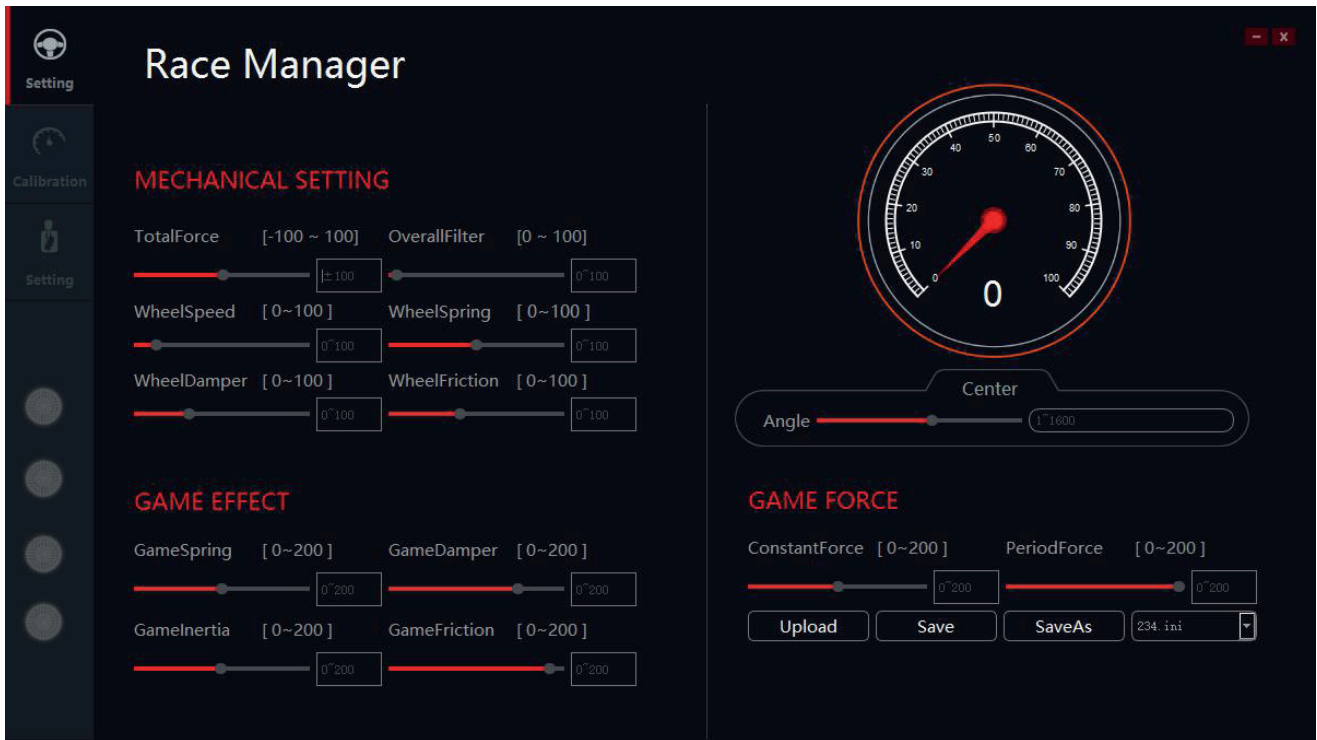 Setting
Race Manager
− x
Calibration
Setting
MECHANICAL SETTING
TotalForce [-100 ~ 100] OverallFilter [0 ~ 100]
±100 0~100
WheelSpeed [ 0~100 ] WheelSpring [ 0~100 ]
0~100 0~100
WheelDamper [ 0~100 ] WheelFriction [ 0~100 ]
0~100 0~100
GAME EFFECT
GameSpring [ 0~200 ] GameDamper [ 0~200 ]
0~200 0~200
GameInertia [ 0~200 ] GameFriction [ 0~200 ]
0~200 0~200
0 10 20 30 40 50 60 70 80 90 100
0
Center
Angle 1~1600
GAME FORCE
ConstantForce [ 0~200 ] PeriodForce [ 0~200 ]
0~200 0~200
Upload Save SaveAs 234.ini